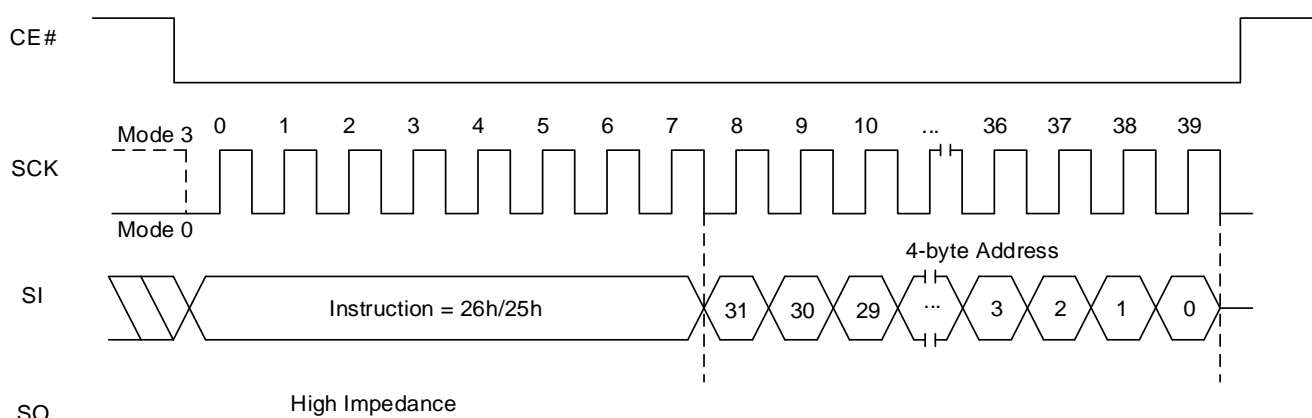 CE#
0 1 2 3 4 5 6 7 8 9 10 ... 36 37 38 39
Mode 3
SCK
Mode 0
4-byte Address
SI
Instruction = 26h/25h 31 30 29 ... 3 2 1 0
High Impedance
SO